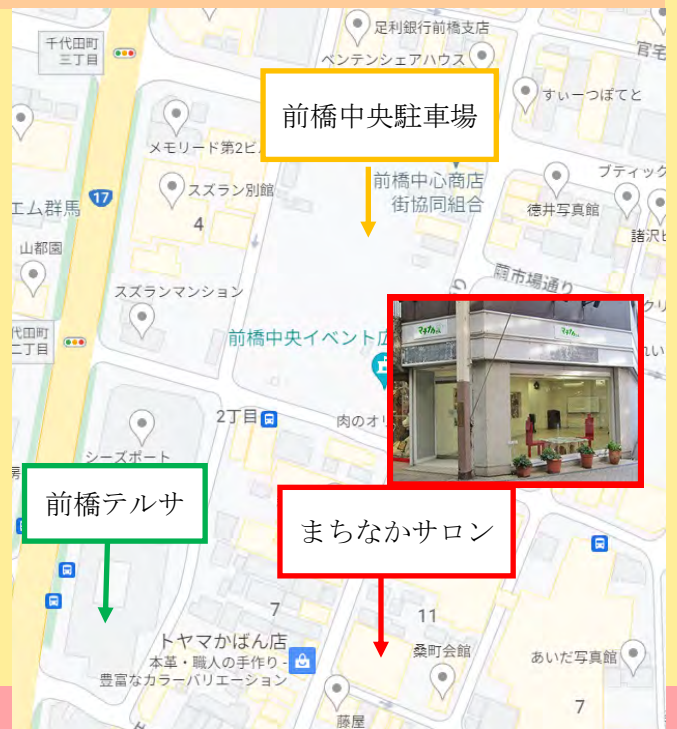 足利銀行前橋支店
千代田町
三丁目
ベンテンシェアハウス
官宅
すぃーつぽてと
前橋中央駐車場
メモリード第2ビ
ブティック
17
エム群馬
スズラン別館
4
前橋中心商店
街協同組合
徳井写真館
諸沢ビ
山都園
繭市場通り
スズランマンション
代田町
二丁目
前橋中央イベント広
2丁目
肉のオリ
シーズポート
前橋テルサ
まちなかサロン
7
11
トヤマかばん店
本革・職人の手作り -
豊富なカラーバリエーション
桑町会館
あいだ写真館
7
藤屋